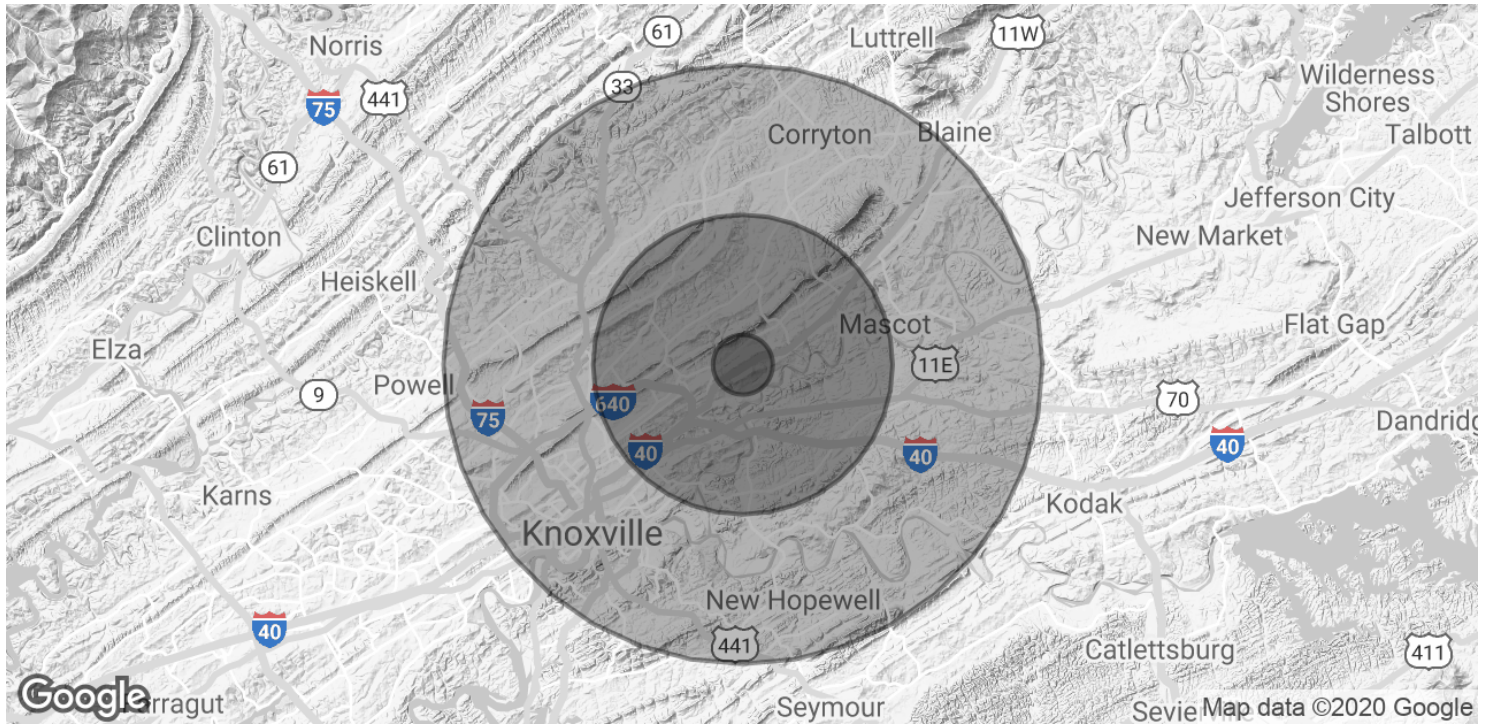 Norris
61
Luttrell
11W
33
441
75
Wilderness
Shores
Corryton
Blaine
Talbott
61
Jefferson City
Clinton
New Market
Heiskell
Mascot
Flat Gap
Elza
11E
Powell
9
640
70
75
Dandridg
40
40
40
Karns
Kodak
Knoxville
New Hopewell
40
441
Catlettsburg
411
Google
arragut
Seymour
Map data ©2020 Google